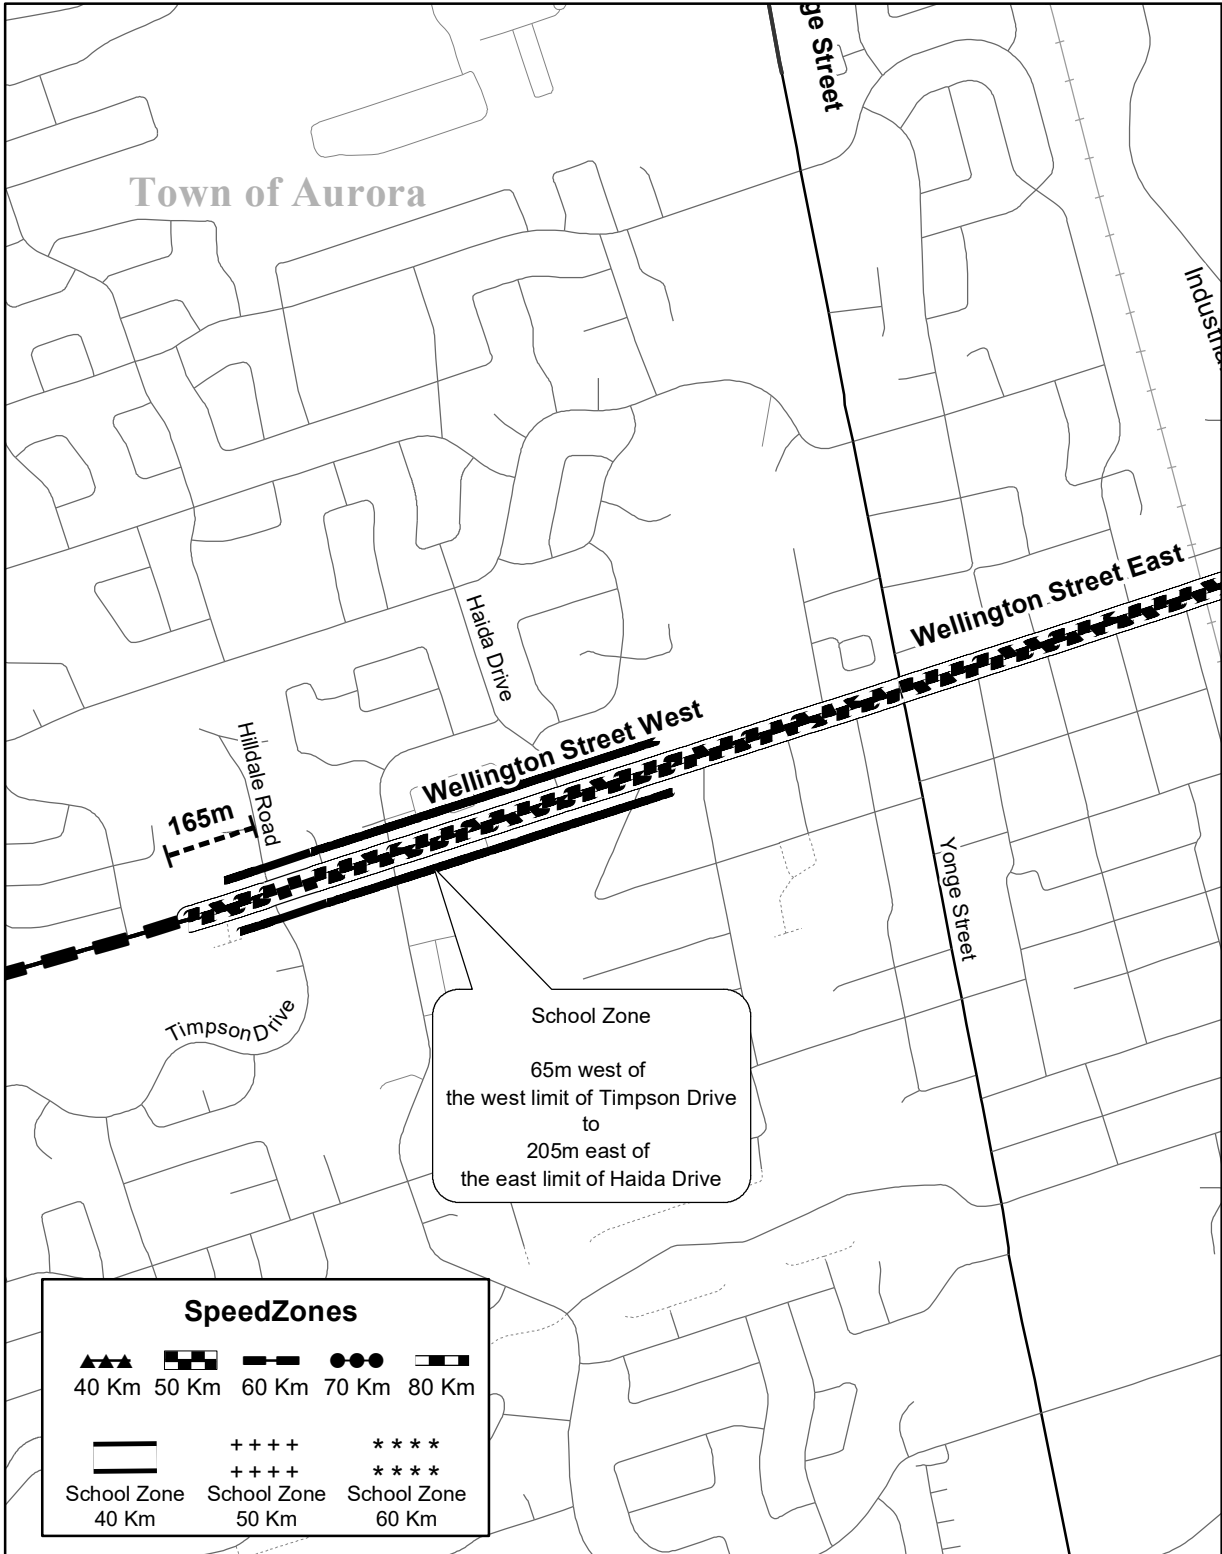 ge Street
Town of Aurora
Wellington Street East
Haida Drive
Wellington Street West
Hilldale Road
165m
Yonge Street
Timpson Drive
School Zone
65m west of
the west limit of Timpson Drive
to
205m east of
the east limit of Haida Drive
SpeedZones
40 Km 50 Km 60 Km 70 Km 80 Km
School Zone School Zone School Zone
40 Km 50 Km 60 Km